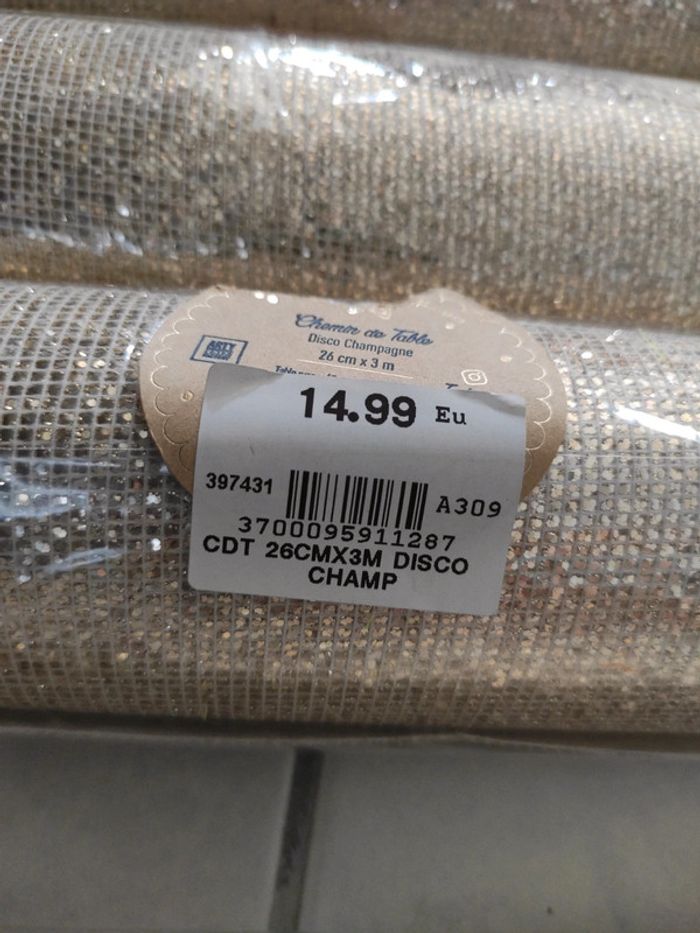 Chemin de Table
Disco Champagne
26 cm x 3 m
14.99 Eu
397431
A309
3700095911287
CDT 26CMX3M DISCO
CHAMP